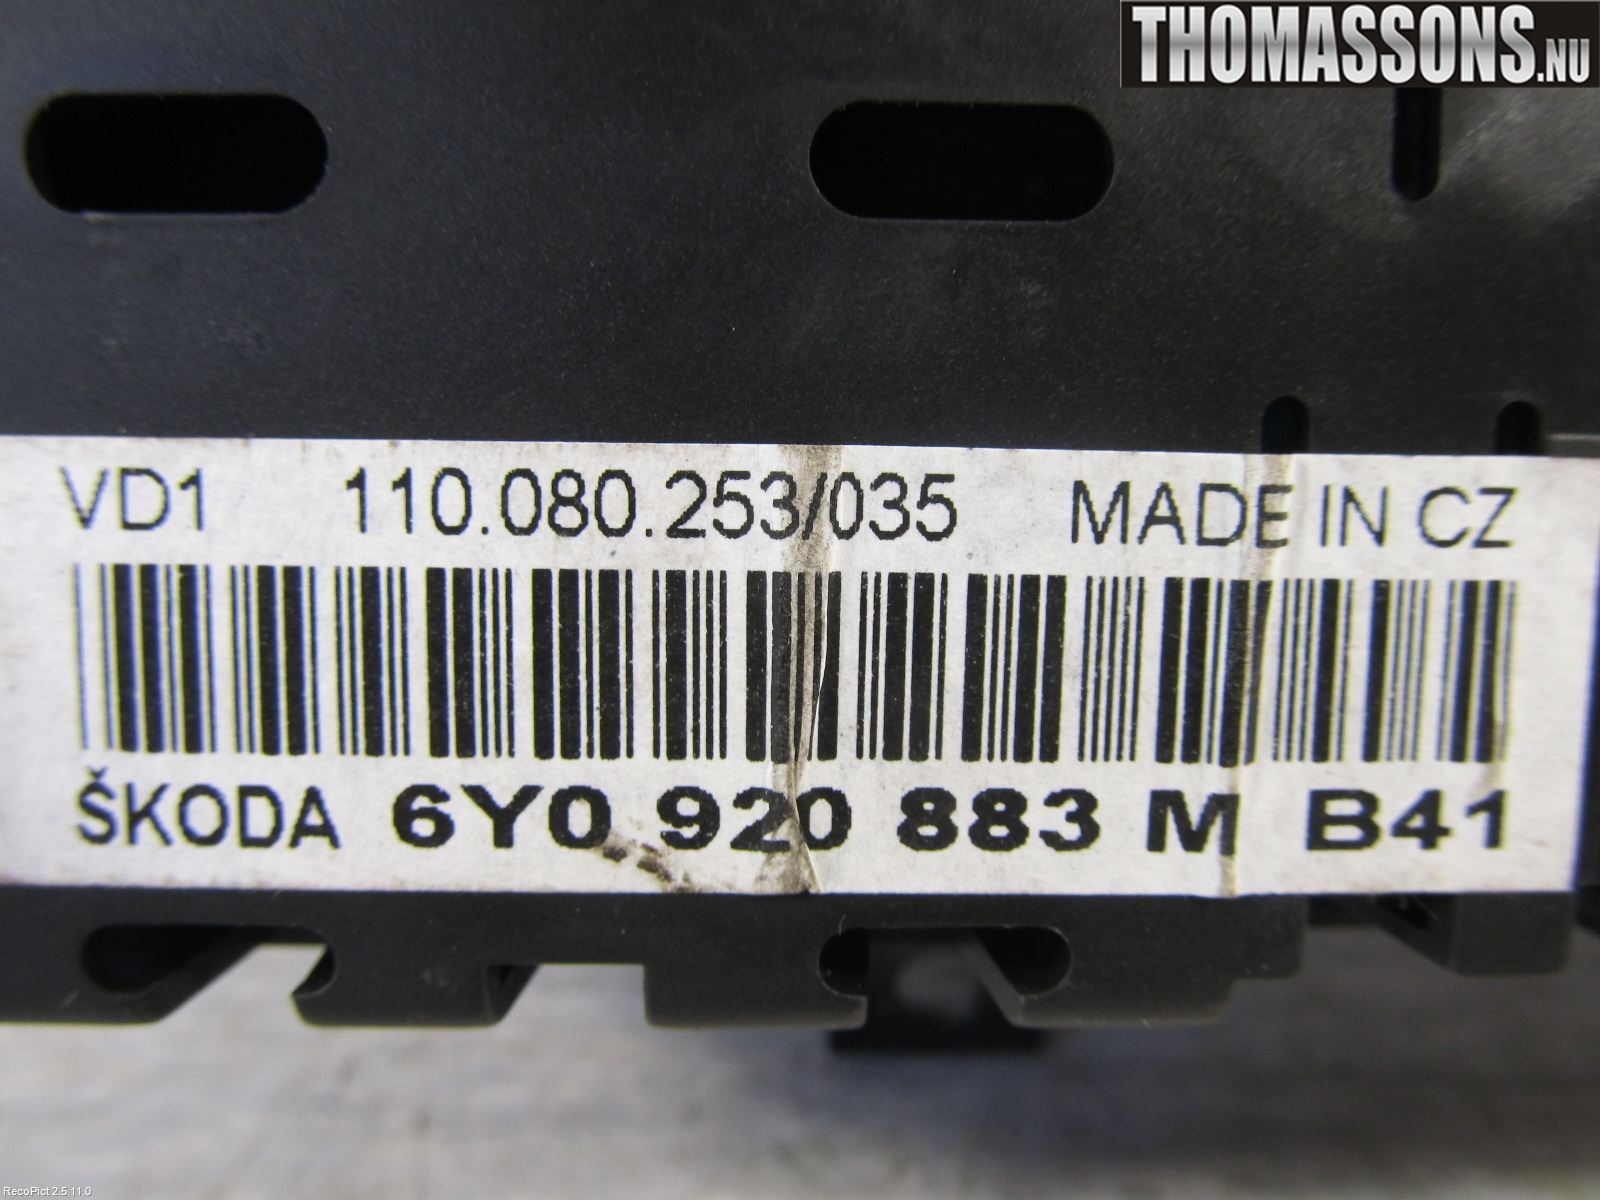 THOMASSONS.NU
VD1 110.080.253/035 MADE IN CZ
ŠKODA 6Y0 920 883 M B41
RecoPict 2.5.11.0